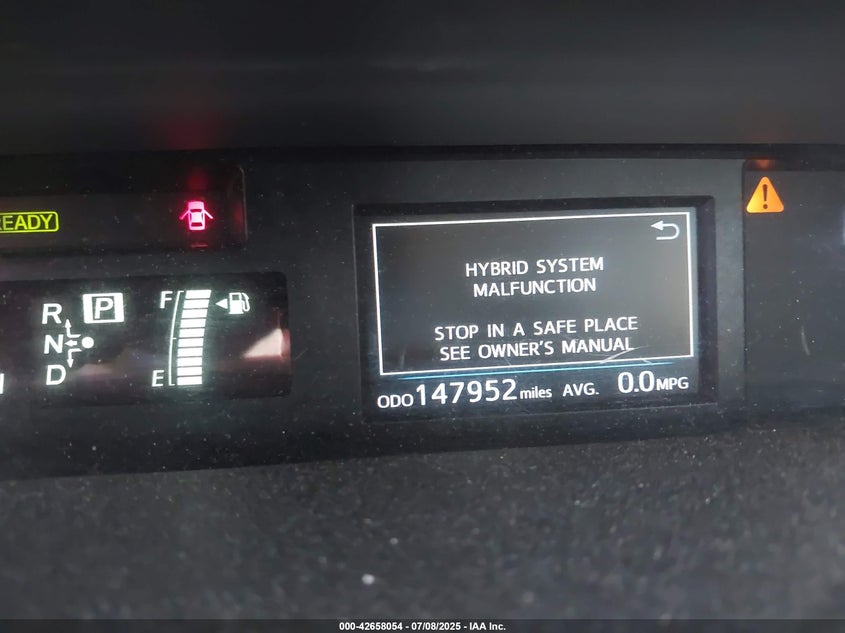 READY
R
P
N
D
F
E
HYBRID SYSTEM
MALFUNCTION
STOP IN A SAFE PLACE
SEE OWNER'S MANUAL
ODO 147952 miles AVG. 0.0 MPG
000-42658054 - 07/08/2025 - IAA Inc.